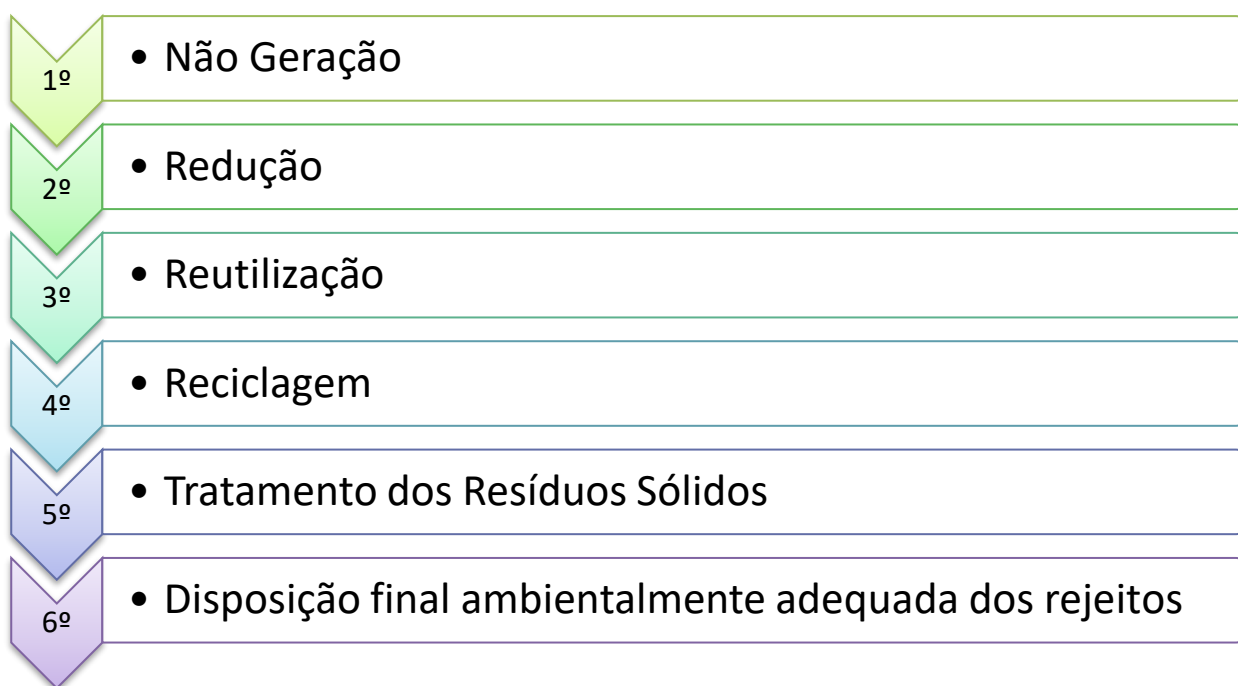 1º • Não Geração
2º • Redução
3º • Reutilização
4º • Reciclagem
5º • Tratamento dos Resíduos Sólidos
6º • Disposição final ambientalmente adequada dos rejeitos